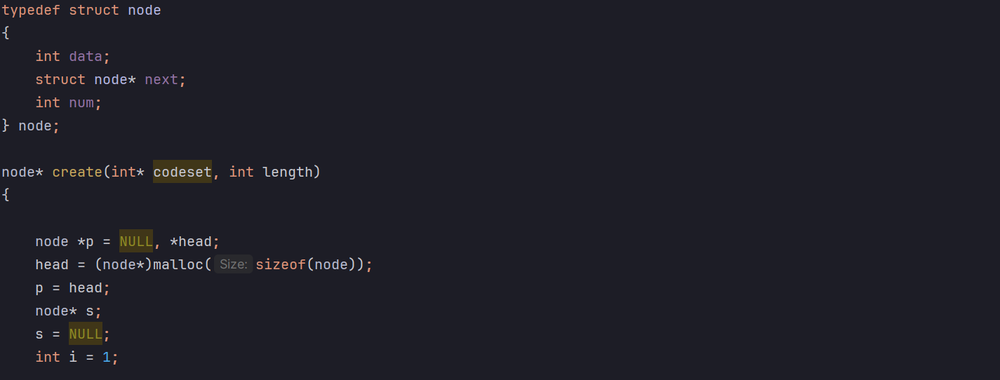 typedef struct node
{
    int data;
    struct node* next;
    int num;
} node;
node* create(int* codeset, int length)
{
    node *p = NULL, *head;
    head = (node*)malloc( Size: sizeof(node));
    p = head;
    node* s;
    s = NULL;
    int i = 1;